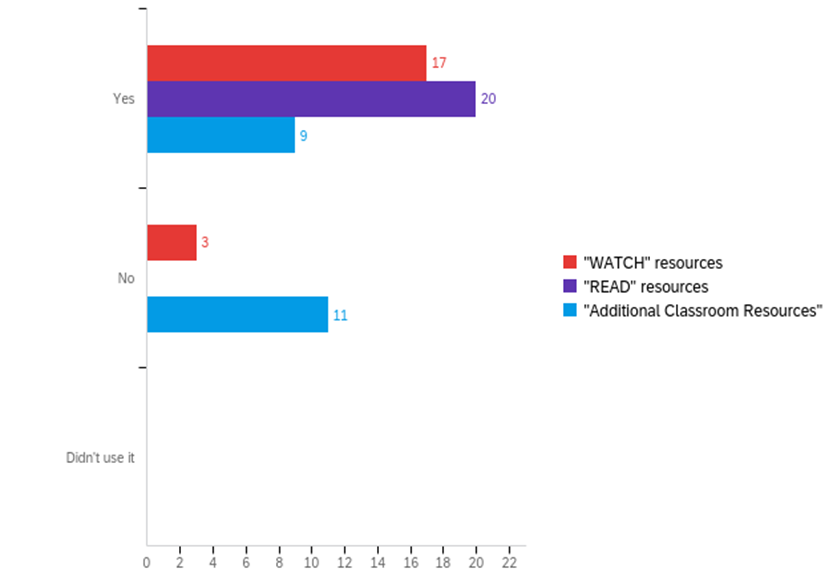 17
Yes
20
9
3
No
11
Didn't use it
"WATCH" resources
"READ" resources
"Additional Classroom Resources"
0 2 4 6 8 10 12 14 16 18 20 22